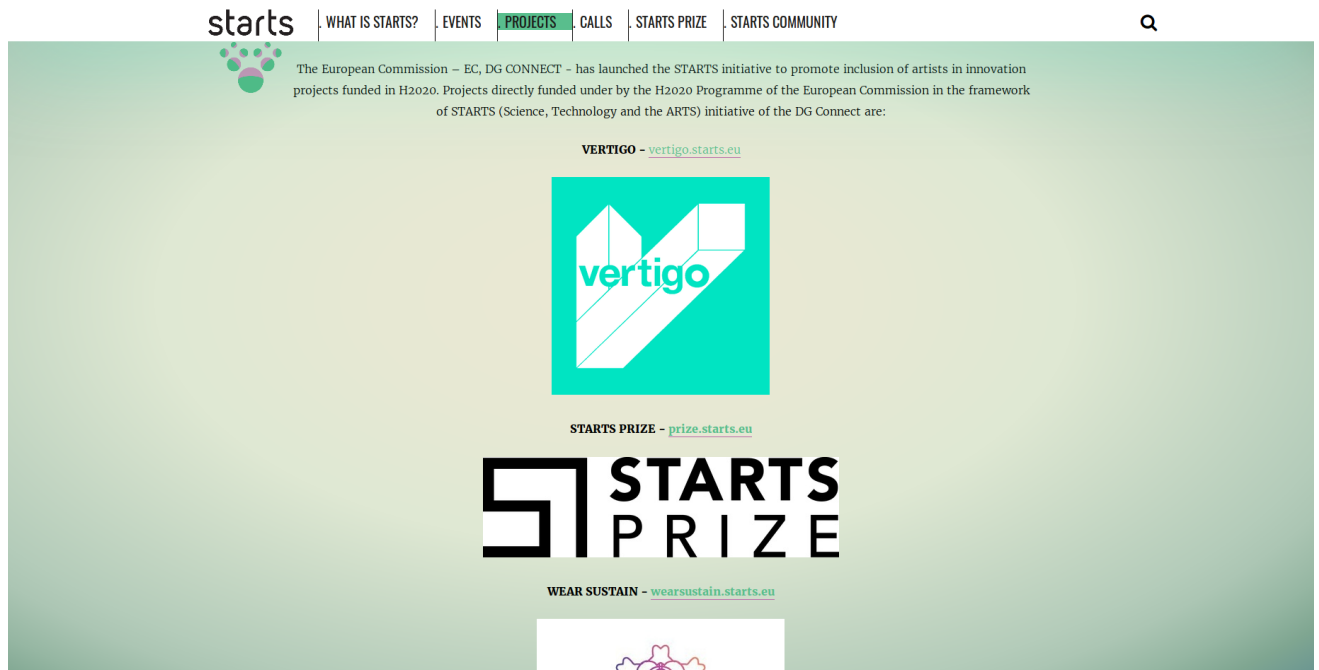 starts
. WHAT IS STARTS? . EVENTS . PROJECTS . CALLS . STARTS PRIZE . STARTS COMMUNITY
The European Commission – EC, DG CONNECT - has launched the STARTS initiative to promote inclusion of artists in innovation
projects funded in H2020. Projects directly funded under by the H2020 Programme of the European Commission in the framework
of STARTS (Science, Technology and the ARTS) initiative of the DG Connect are:
VERTIGO - vertigo.starts.eu
vertigo
STARTS PRIZE - prize.starts.eu
STARTS
PRIZE
WEAR SUSTAIN - wearsustain.starts.eu